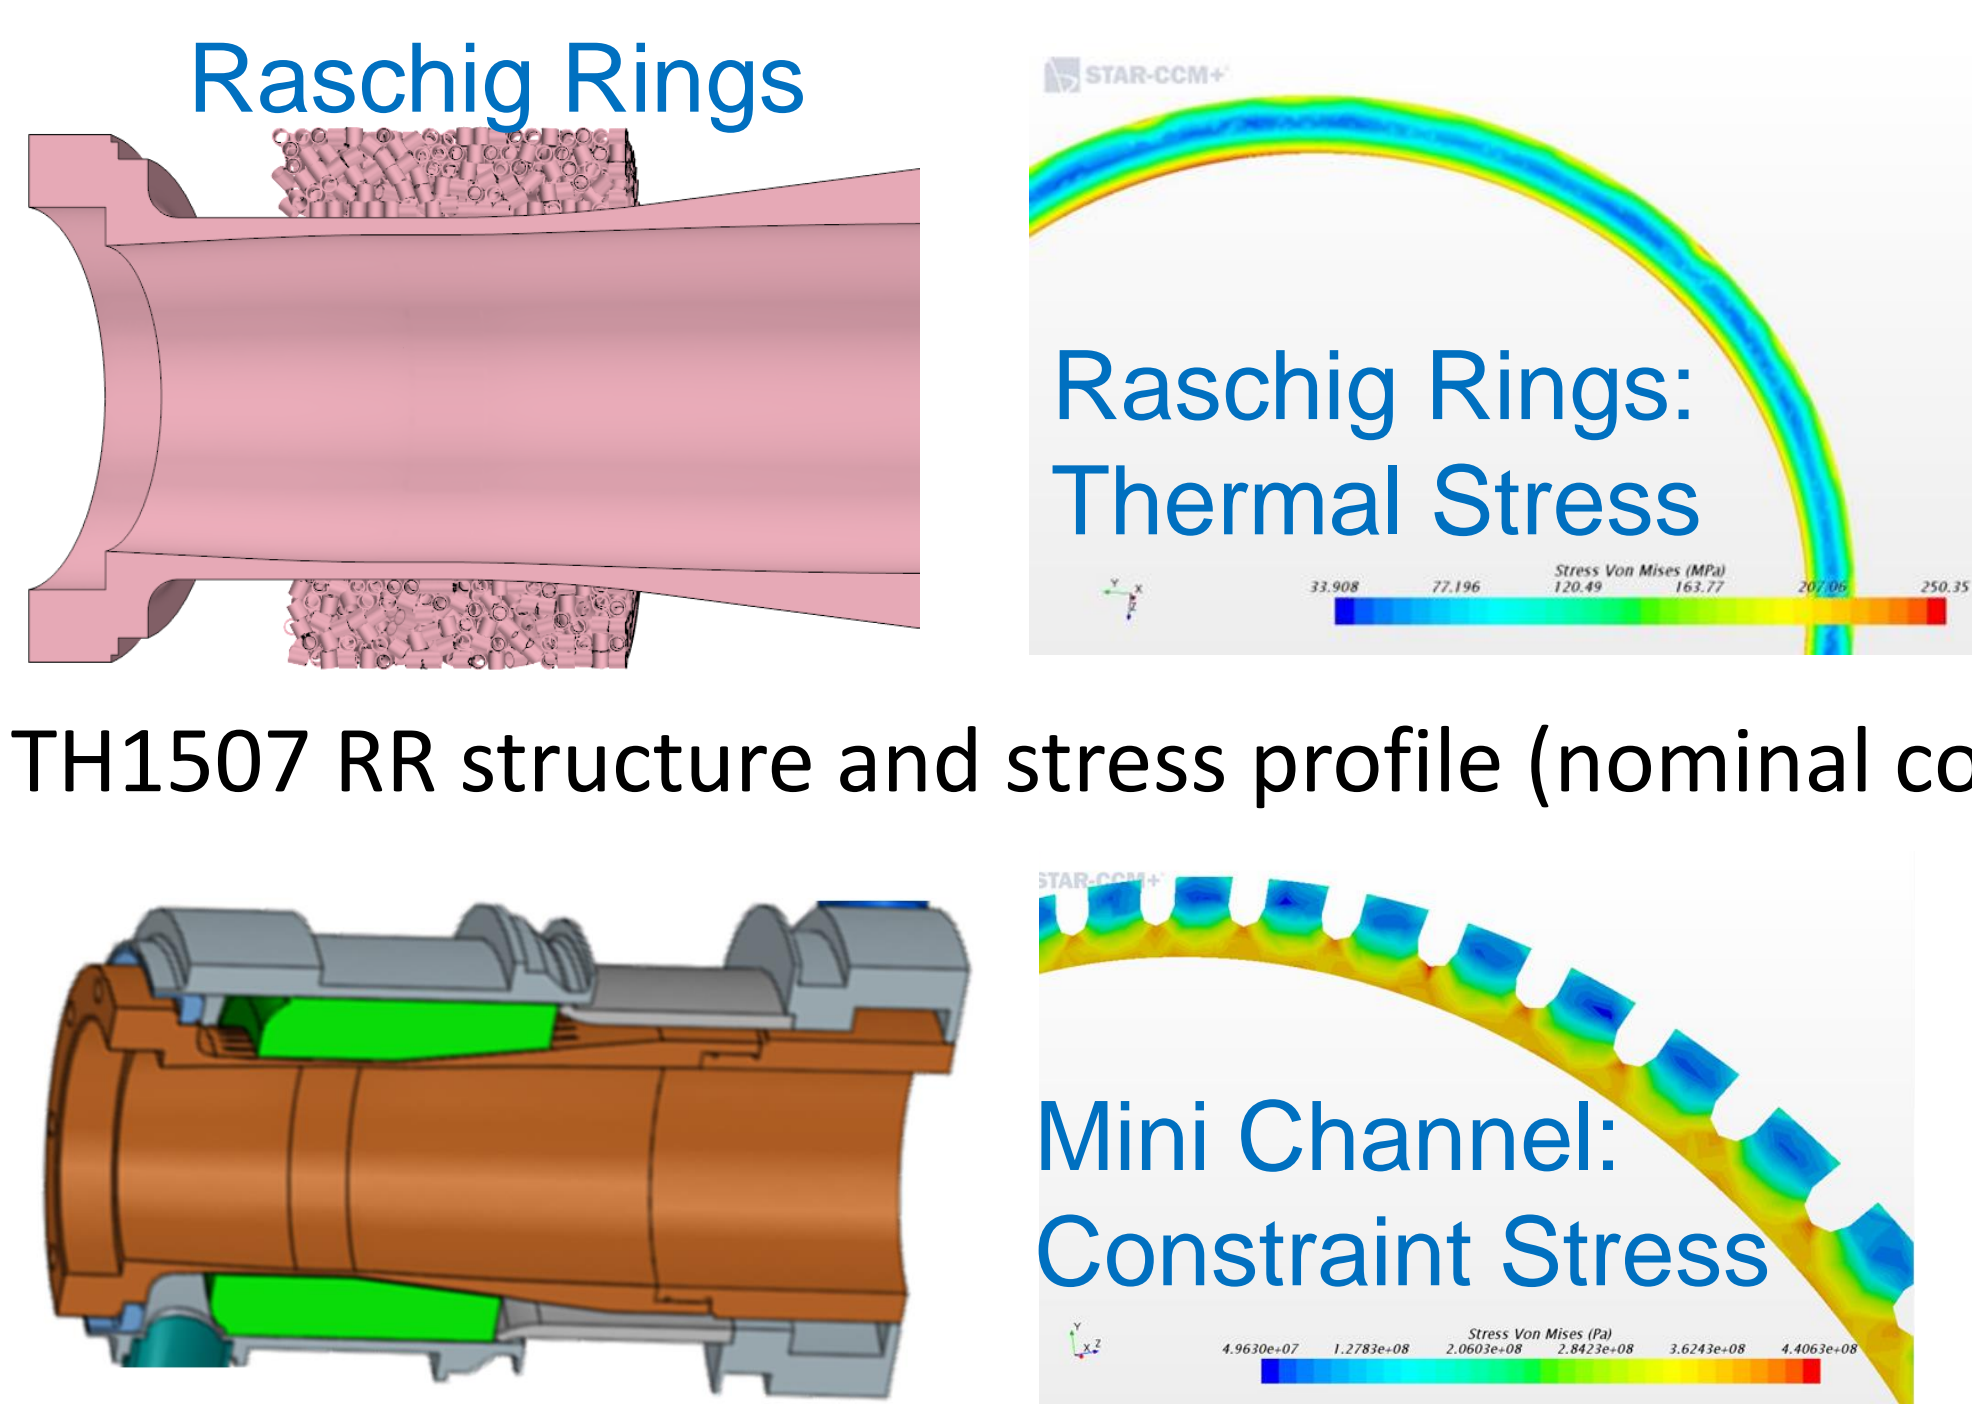 Raschig Rings
STAR-CCM+
Raschig Rings:
Thermal Stress
Stress Von Mises (MPa)
33.908 77.196 120.49 163.77 207.06 250.35
Y X Z
TH1507 RR structure and stress profile (nominal co
STAR-CCM+
Mini Channel:
Constraint Stress
Stress Von Mises (Pa)
4.9630e+07 1.2783e+08 2.0603e+08 2.8423e+08 3.6243e+08 4.4063e+08
Y X Z